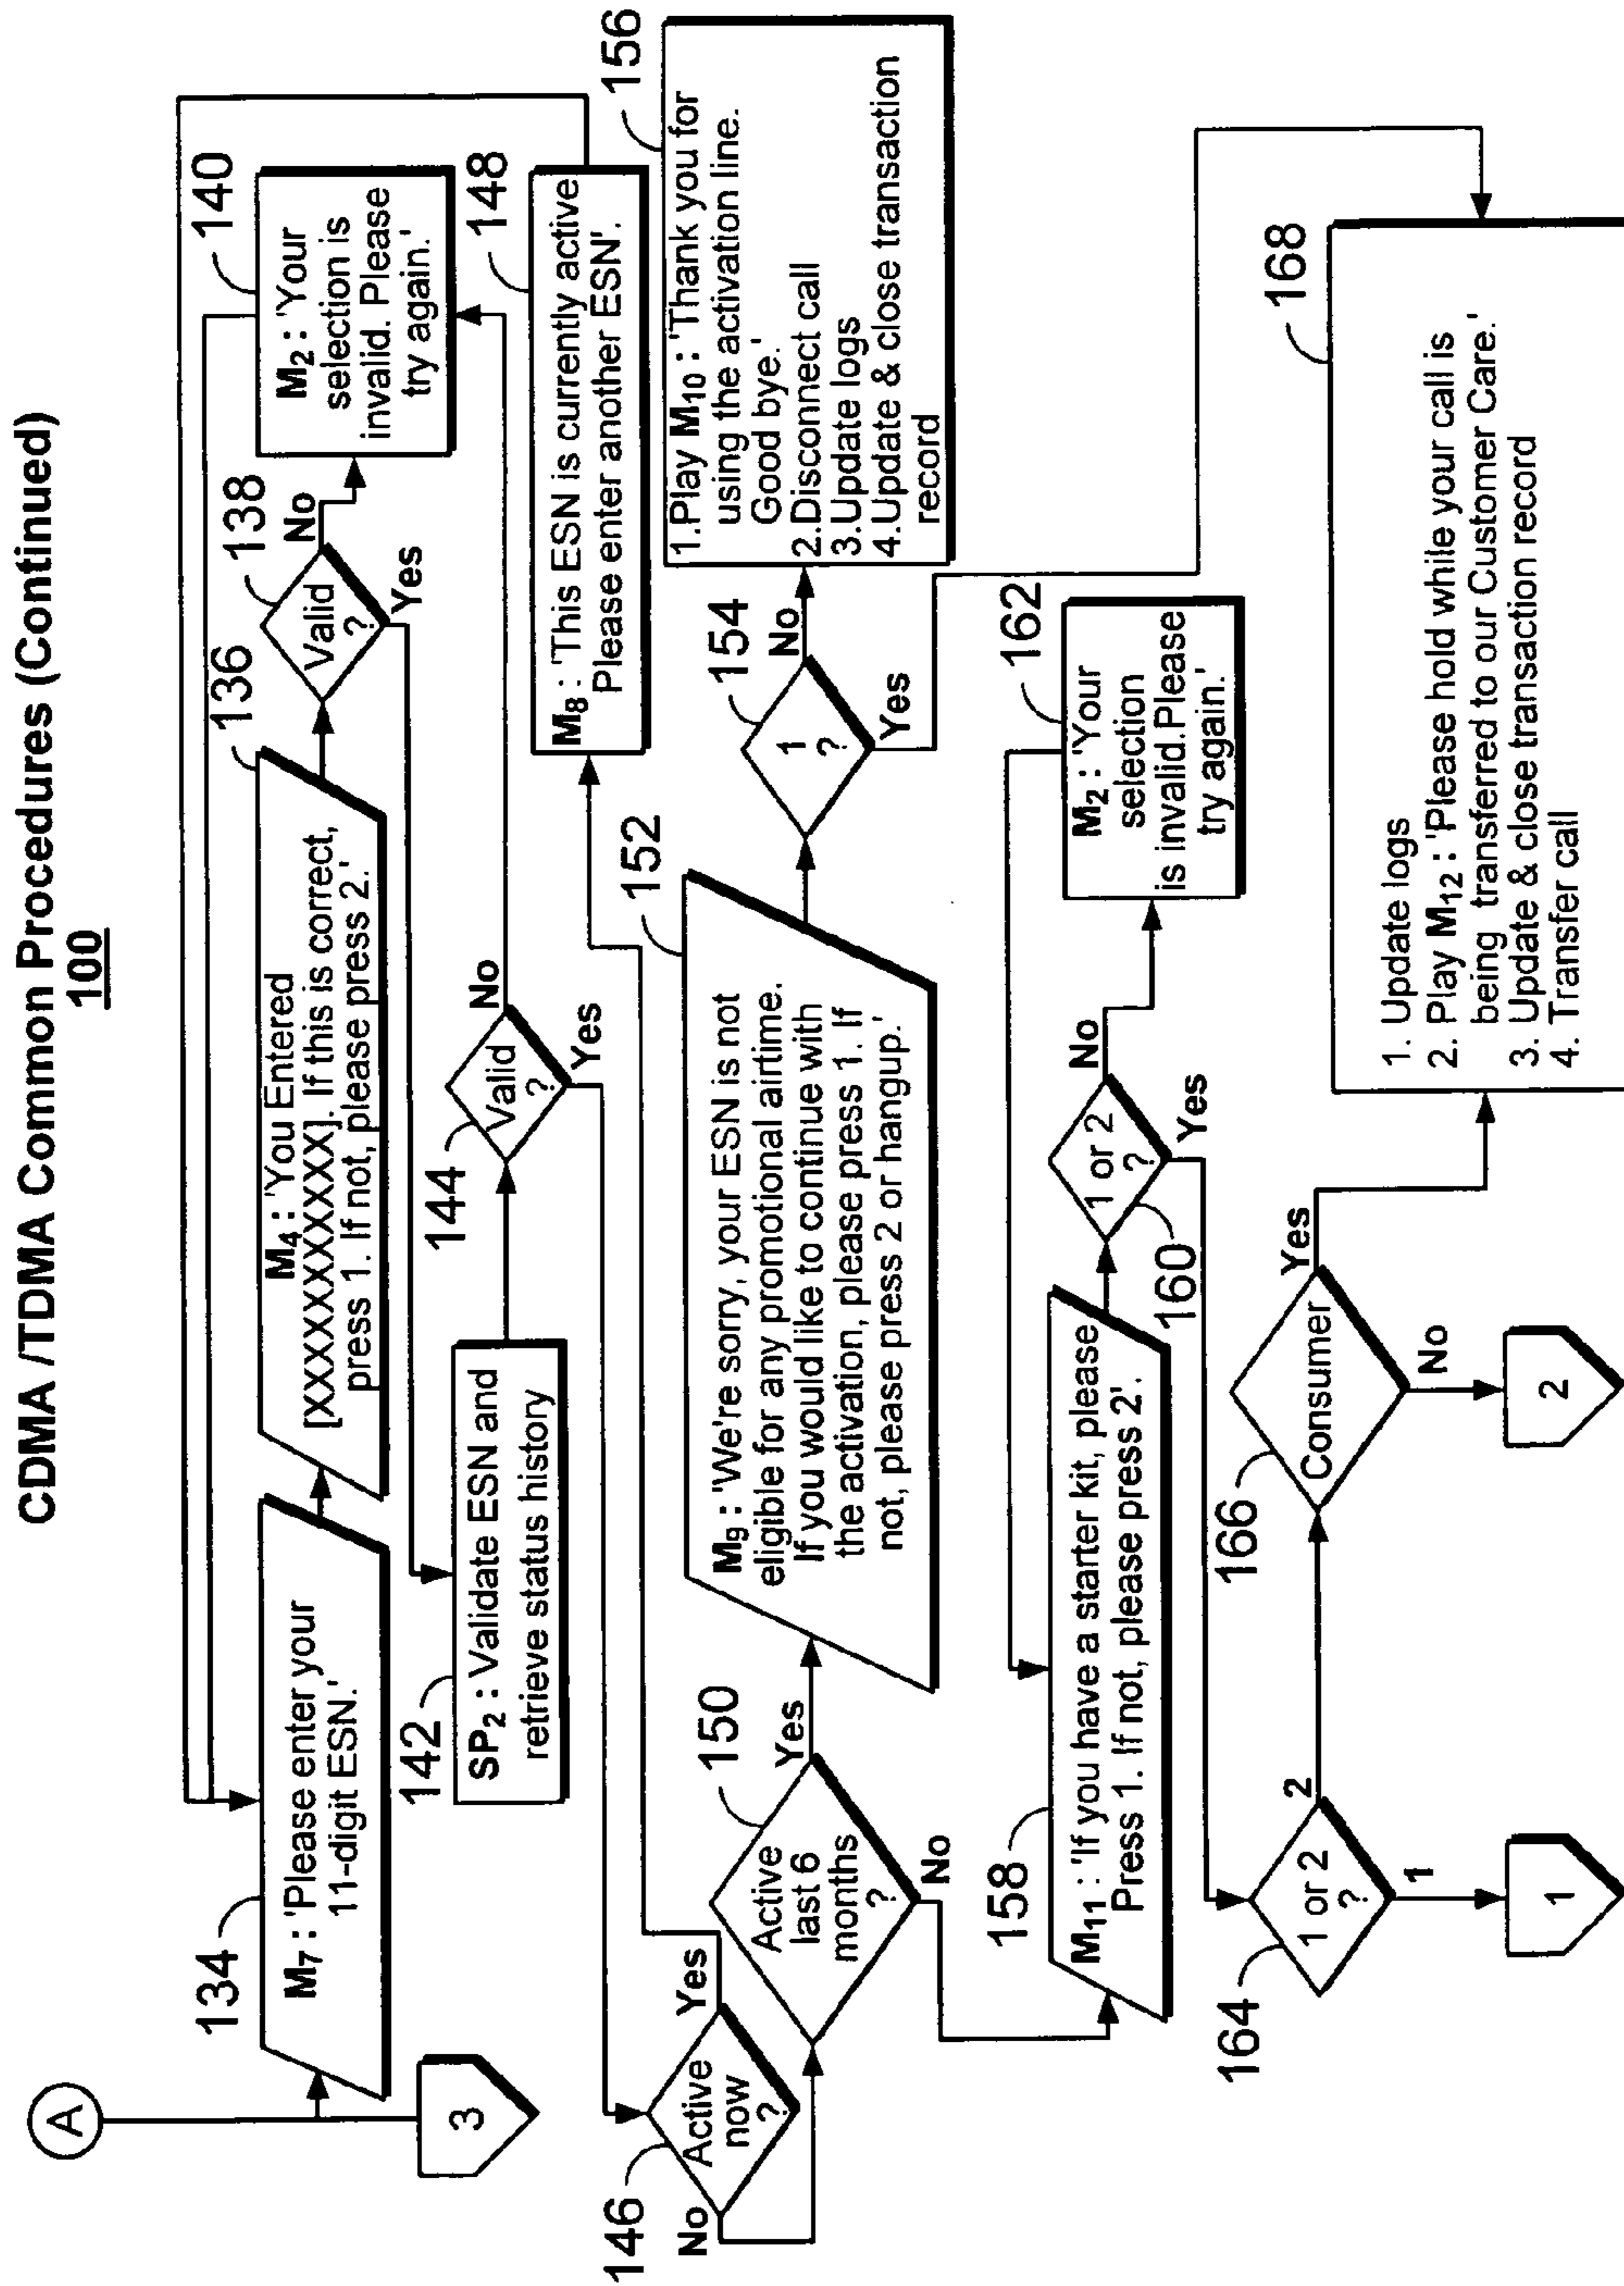 CDMA /TDMA Common Procedures (Continued)
100
A
3
134
M7 : 'Please enter your
11-digit ESN.'
136
M4 : 'You Entered
[XXXXXXXXXXX]. If this is correct,
press 1. If not, please press 2.'
138
Valid
?
No
Yes
140
M2 : 'Your
selection is
invalid. Please
try again.'
142
SP2 : Validate ESN and
retrieve status history
144
Valid
?
No
Yes
148
M8 : 'This ESN is currently active
Please enter another ESN'.
146
Active
now
?
Yes
No
150
Active
last 6
months
?
Yes
No
152
M9 : 'We're sorry, your ESN is not
eligible for any promotional airtime.
If you would like to continue with
the activation, please press 1. If
not, please press 2 or hangup.'
154
1
?
No
Yes
156
1.Play M10 : 'Thank you for
using the activation line.
Good bye.'
2.Disconnect call
3.Update logs
4.Update & close transaction
record
158
M11 : 'If you have a starter kit, please
Press 1. If not, please press 2'.
160
1 or 2
?
No
Yes
162
M2 : 'Your
selection
is invalid.Please
try again.'
164
1 or 2
?
2
1
1
166
Consumer
Yes
No
2
168
1. Update logs
2. Play M12 : 'Please hold while your call is
being transferred to our Customer Care.'
3. Update & close transaction record
4. Transfer call